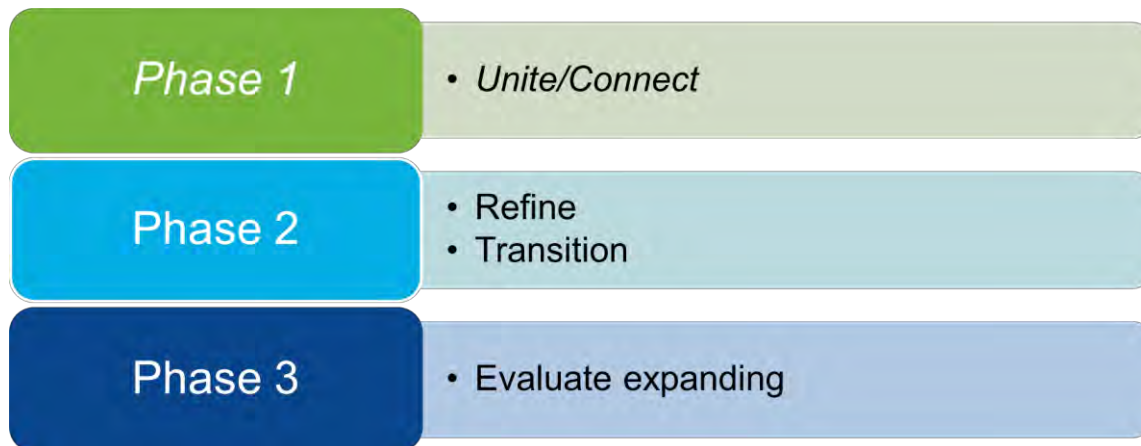 Phase 1
• Unite/Connect
Phase 2
• Refine
• Transition
Phase 3
• Evaluate expanding